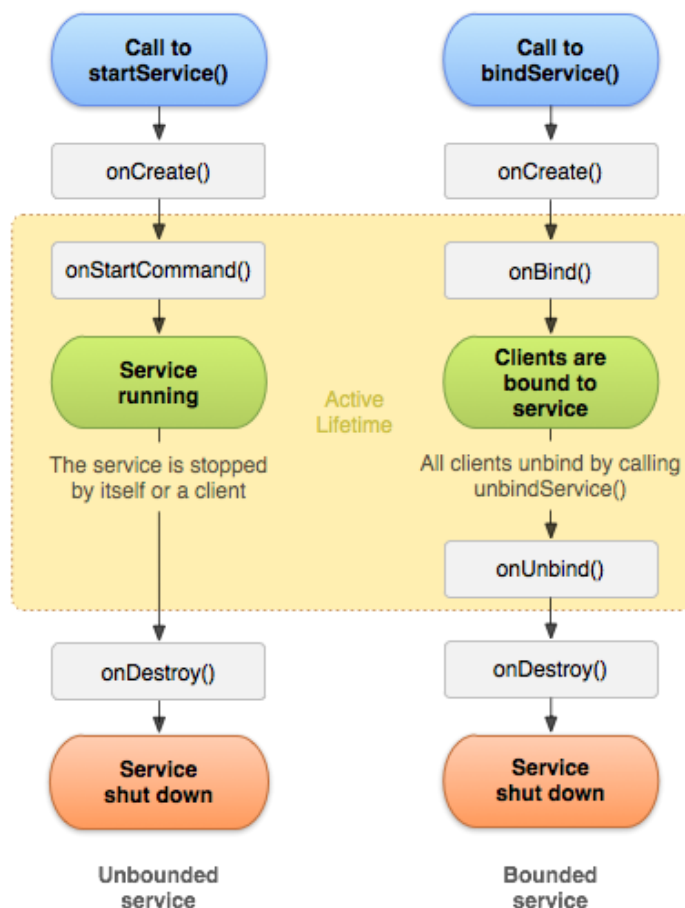 Call to
startService()
onCreate()
onStartCommand()
Service
running
The service is stopped
by itself or a client
onDestroy()
Service
shut down
Unbounded
service
Active
Lifetime
Call to
bindService()
onCreate()
onBind()
Clients are
bound to
service
All clients unbind by calling
unbindService()
onUnbind()
onDestroy()
Service
shut down
Bounded
service